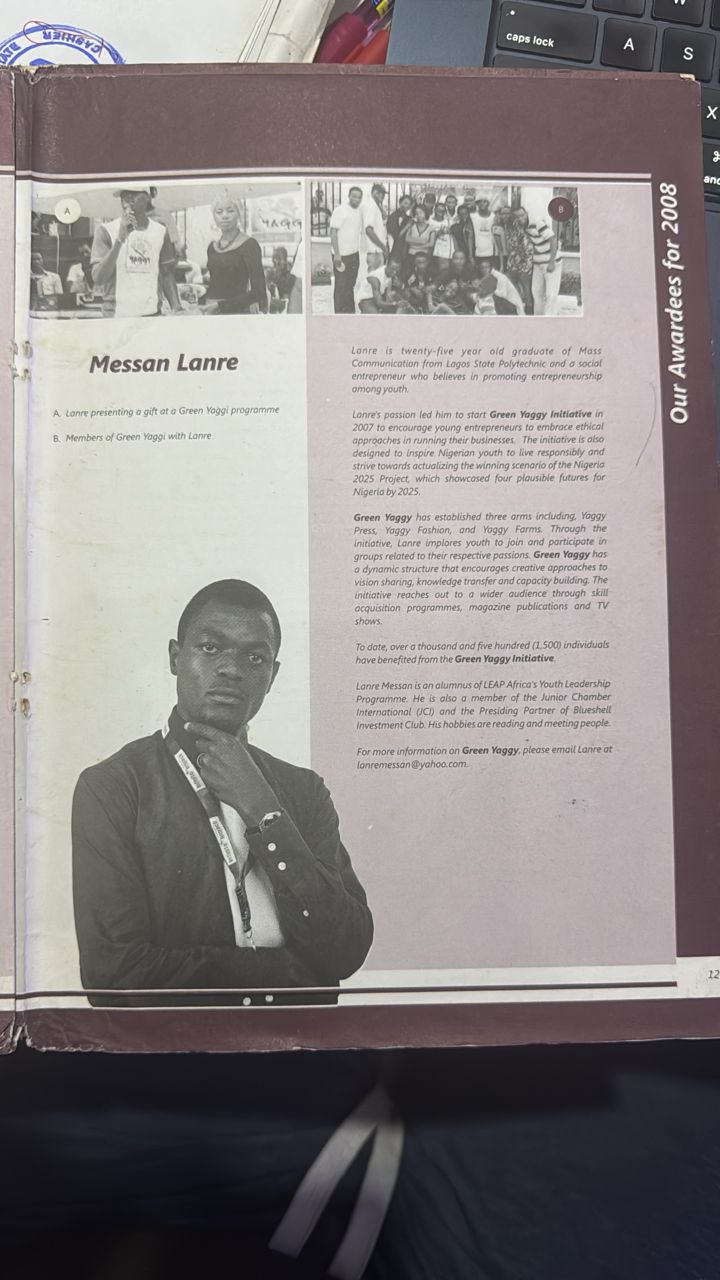 CASHIER
caps lock
A
S
W
X
⌘
A
YAGG
B
Our Awardees for 2008
Messan Lanre
A. Lanre presenting a gift at a Green Yaggi programme
B. Members of Green Yaggi with Lanre
Lanre is twenty-five year old graduate of Mass
Communication from Lagos State Polytechnic and a social
entrepreneur who believes in promoting entrepreneurship
among youth.
Lanre's passion led him to start Green Yaggy Initiative in
2007 to encourage young entrepreneurs to embrace ethical
approaches in running their businesses. The initiative is also
designed to inspire Nigerian youth to live responsibly and
strive towards actualizing the winning scenario of the Nigeria
2025 Project, which showcased four plausible futures for
Nigeria by 2025.
Green Yaggy has established three arms including, Yaggy
Press, Yaggy Fashion, and Yaggy Farms. Through the
initiative, Lanre implores youth to join and participate in
groups related to their respective passions. Green Yaggy has
a dynamic structure that encourages creative approaches to
vision sharing, knowledge transfer and capacity building. The
initiative reaches out to a wider audience through skill
acquisition programmes, magazine publications and TV
shows.
To date, over a thousand and five hundred (1,500) individuals
have benefited from the Green Yaggy Initiative.
Lanre Messan is an alumnus of LEAP Africa's Youth Leadership
Programme. He is also a member of the Junior Chamber
International (JCI) and the Presiding Partner of Blueshell
Investment Club. His hobbies are reading and meeting people.
For more information on Green Yaggy, please email Lanre at
lanremessan@yahoo.com.
12